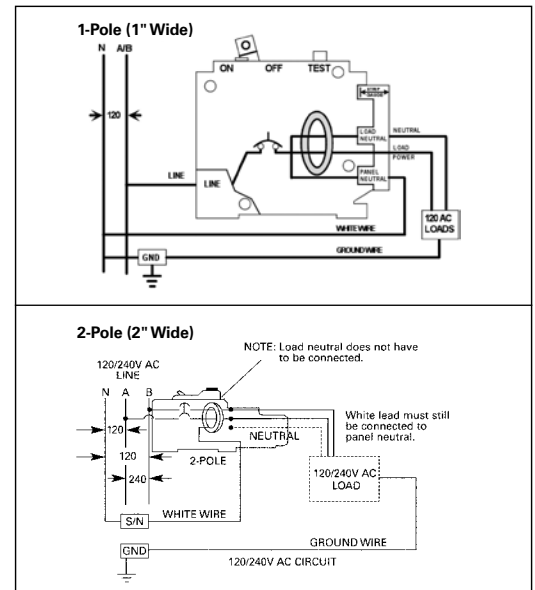 1-Pole (1" Wide)
N A/B
ON OFF TEST
STRIP
GAUGE
120
LOAD
NEUTRAL
NEUTRAL
LOAD
POWER
LINE
LINE
PANEL
NEUTRAL
120 AC
LOADS
WHITE WIRE
GROUND WIRE
GND
2-Pole (2" Wide)
NOTE: Load neutral does not have
to be connected.
120/240V AC
LINE
N A B
White lead must still
be connected to
panel neutral.
120
NEUTRAL
120
2-POLE
240
120/240V AC
LOAD
S/N
WHITE WIRE
GROUND WIRE
GND
120/240V AC CIRCUIT